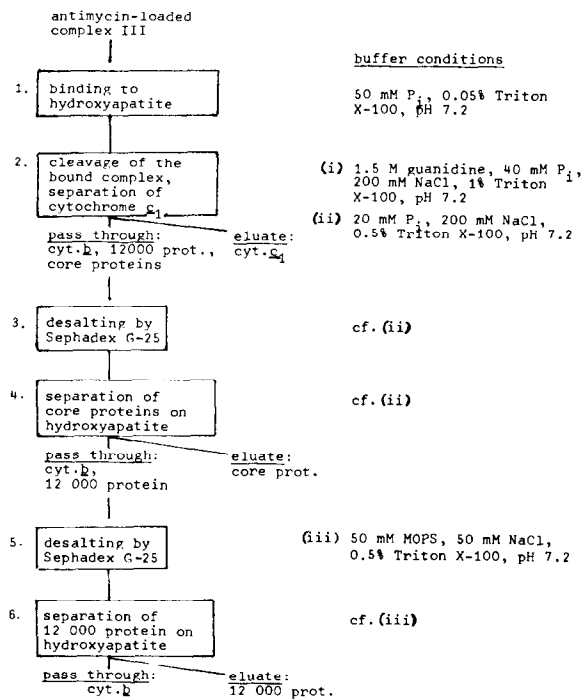 antimycin-loaded
complex III
buffer conditions
1. binding to
hydroxyapatite
50 mM Pi, 0.05% Triton
X-100, pH 7.2
2. cleavage of the
bound complex,
separation of
cytochrome c1
(i) 1.5 M guanidine, 40 mM Pi,
200 mM NaCl, 1% Triton
X-100, pH 7.2
(ii) 20 mM Pi, 200 mM NaCl,
0.5% Triton X-100, pH 7.2
pass through:
cyt.b, 12000 prot.,
core proteins
eluate:
cyt.c1
3. desalting by
Sephadex G-25
cf.(ii)
4. separation of
core proteins on
hydroxyapatite
cf.(ii)
pass through:
cyt.b,
12 000 protein
eluate:
core prot.
5. desalting by
Sephadex G-25
(iii) 50 mM MOPS, 50 mM NaCl,
0.5% Triton X-100, pH 7.2
6. separation of
12 000 protein on
hydroxyapatite
cf.(iii)
pass through:
cyt.b
eluate:
12 000 prot.